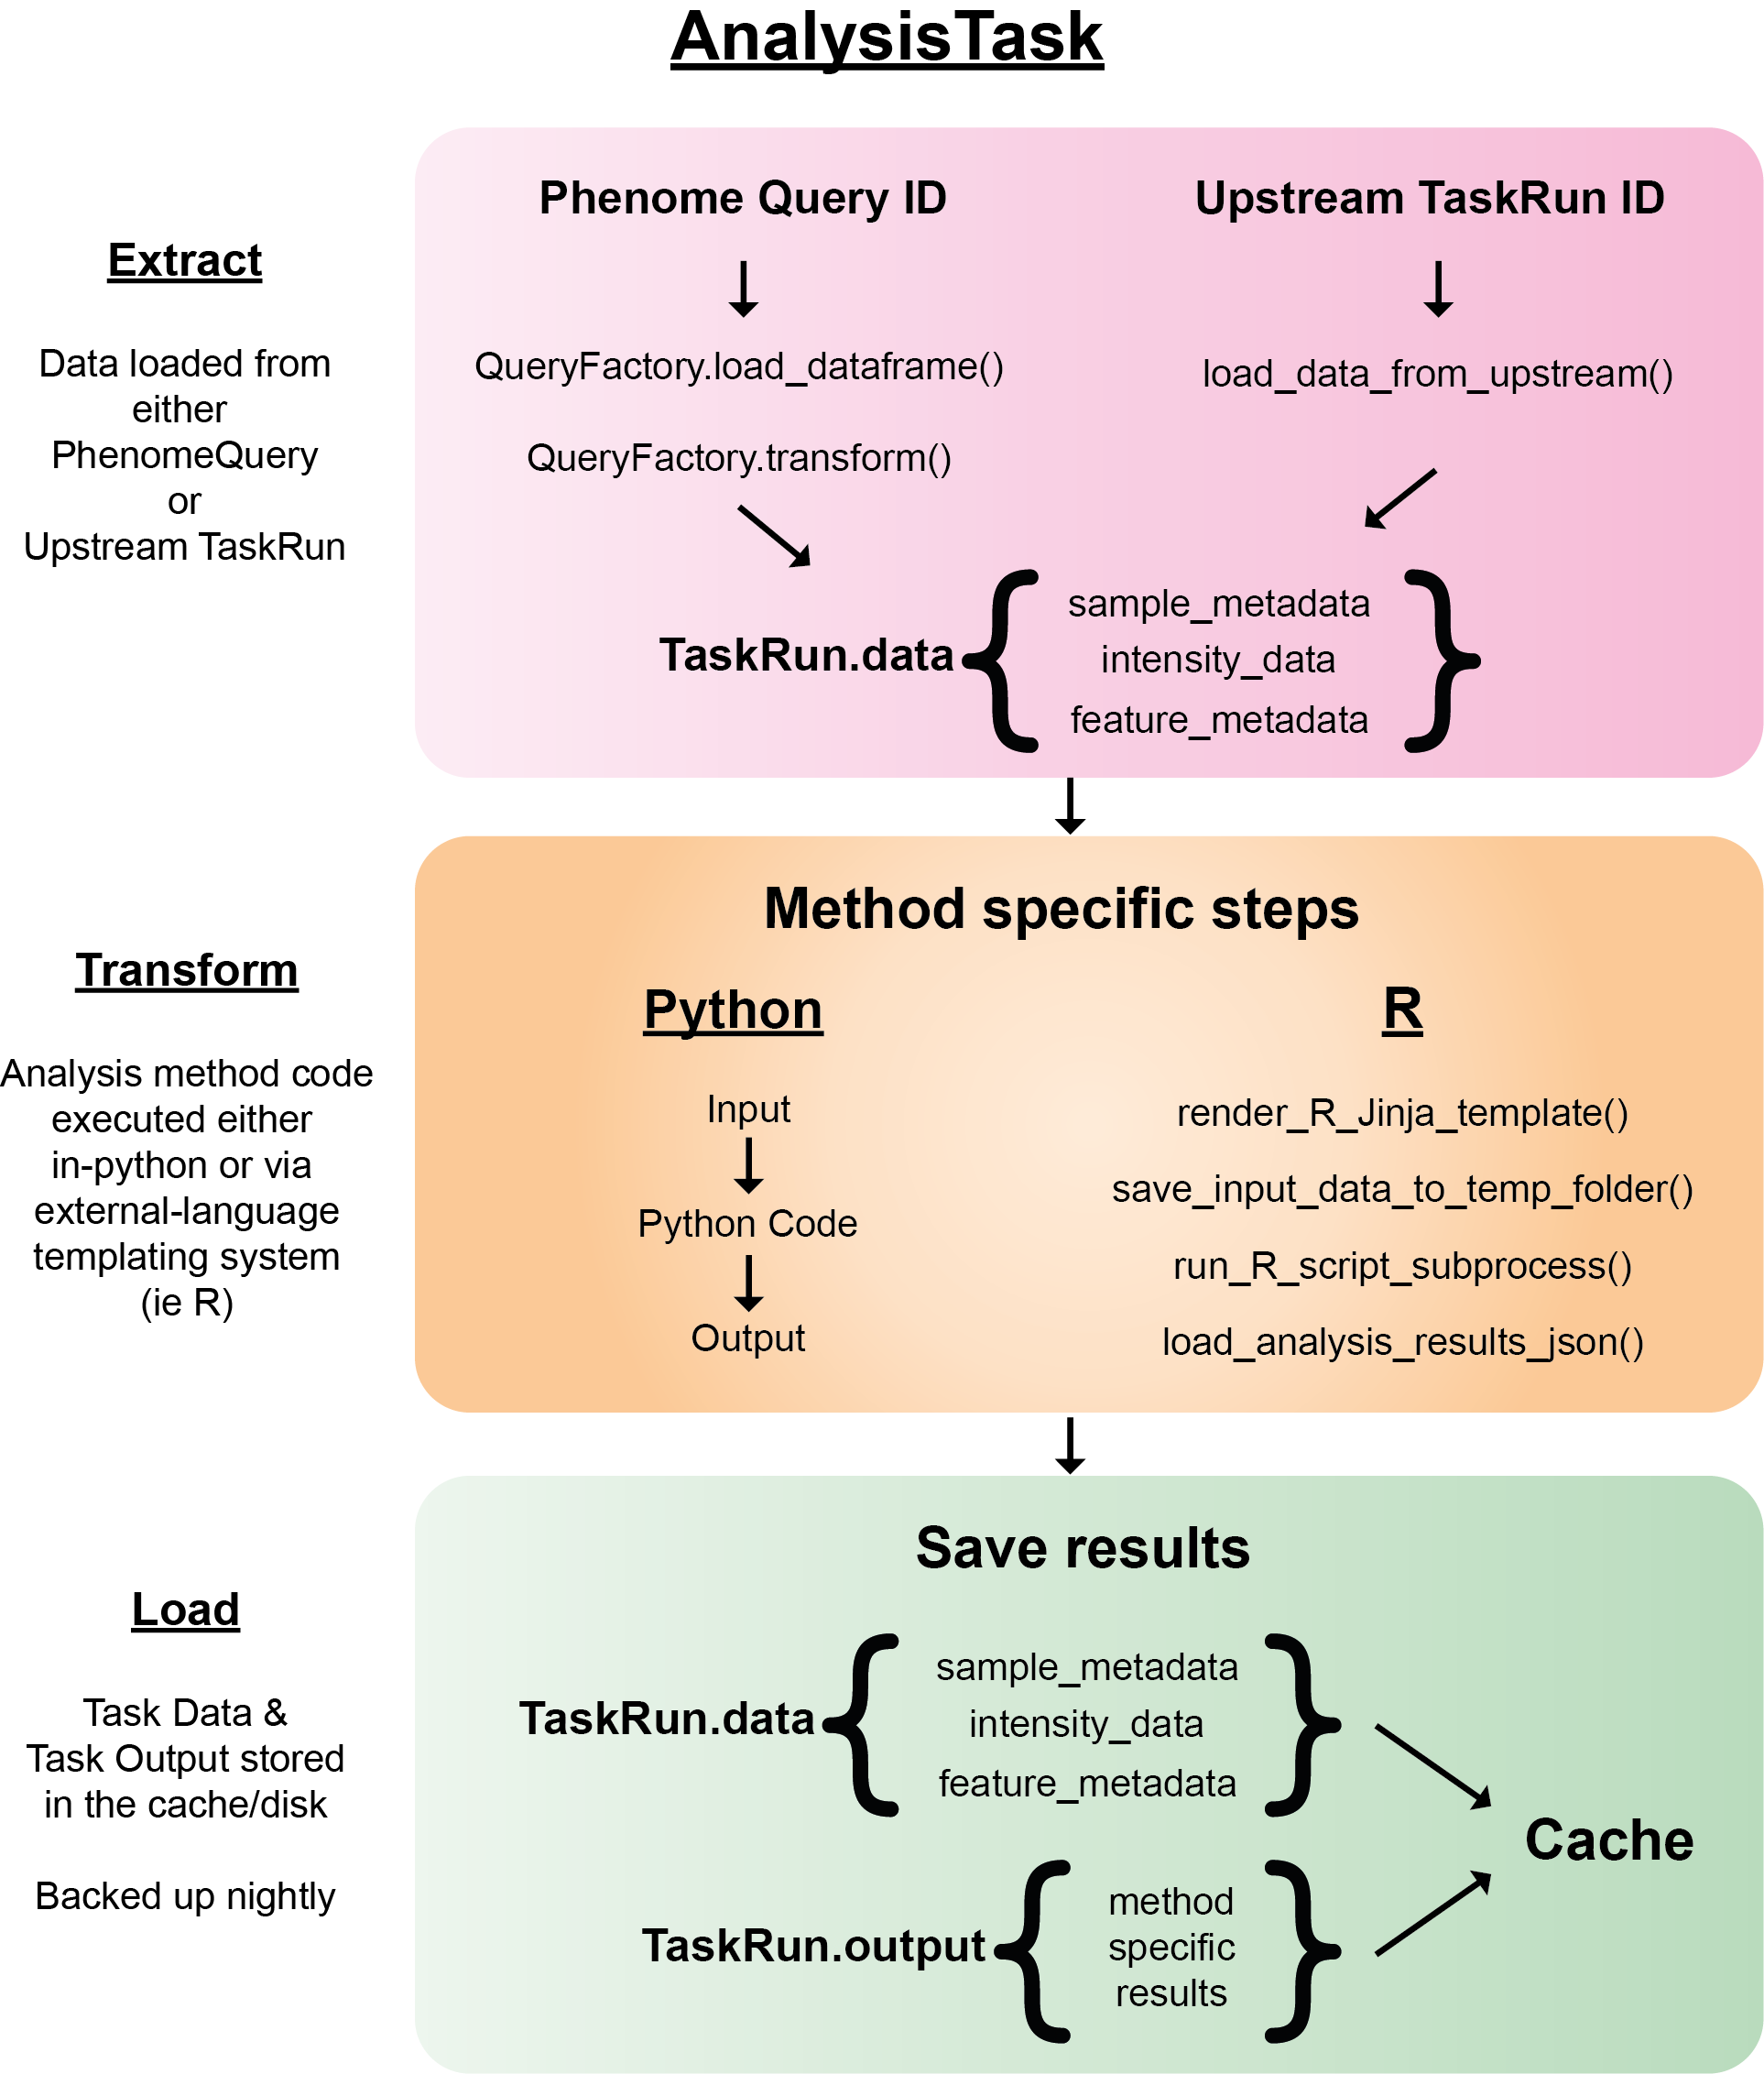 AnalysisTask
Extract
Data loaded from
either
PhenomeQuery
or
Upstream TaskRun
Phenome Query ID
QueryFactory.load_dataframe()
QueryFactory.transform()
Upstream TaskRun ID
load_data_from_upstream()
TaskRun.data
sample_metadata
intensity_data
feature_metadata
Transform
Analysis method code
executed either
in-python or via
external-language
templating system
(ie R)
Method specific steps
Python
Input
Python Code
Output
R
render_R_Jinja_template()
save_input_data_to_temp_folder()
run_R_script_subprocess()
load_analysis_results_json()
Load
Task Data &
Task Output stored
in the cache/disk
Backed up nightly
Save results
TaskRun.data
sample_metadata
intensity_data
feature_metadata
TaskRun.output
method
specific
results
Cache